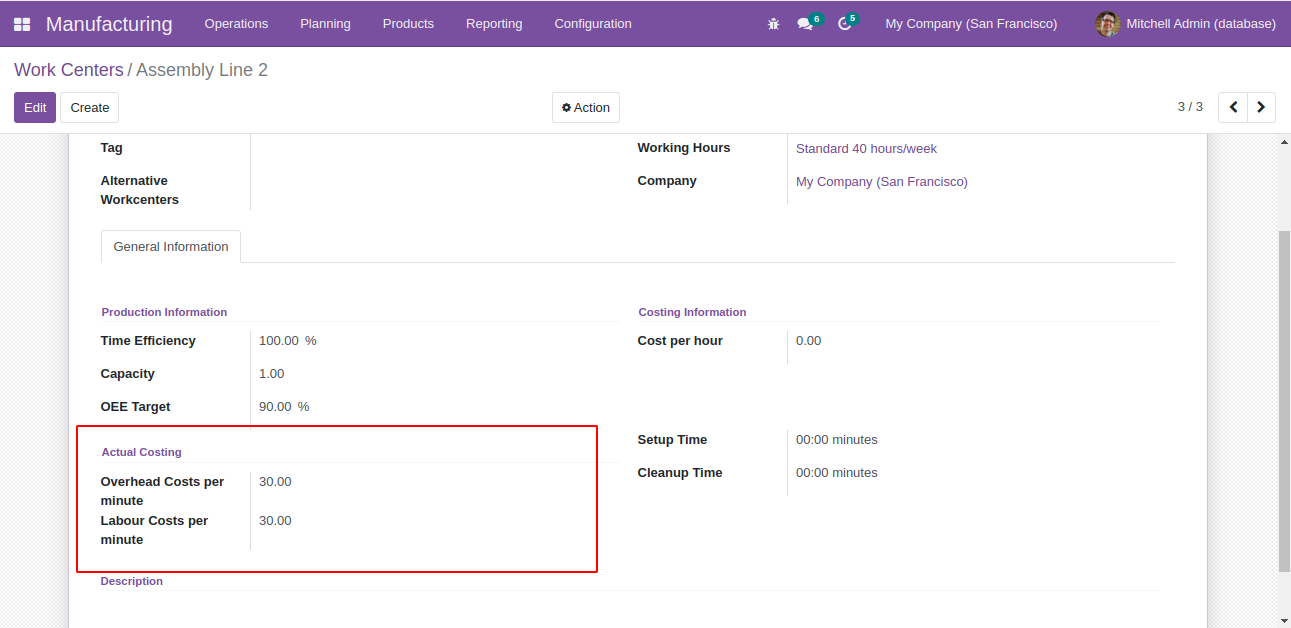 Manufacturing Operations Planning Products Reporting Configuration 6 5 My Company (San Francisco) Mitchell Admin (database)
Work Centers / Assembly Line 2
Edit Create Action 3 / 3
Tag
Working Hours Standard 40 hours/week
Alternative
Workcenters
Company My Company (San Francisco)
General Information
Production Information
Time Efficiency 100.00 %
Capacity 1.00
OEE Target 90.00 %
Costing Information
Cost per hour 0.00
Actual Costing
Overhead Costs per
minute
30.00
Labour Costs per
minute
30.00
Setup Time 00:00 minutes
Cleanup Time 00:00 minutes
Description